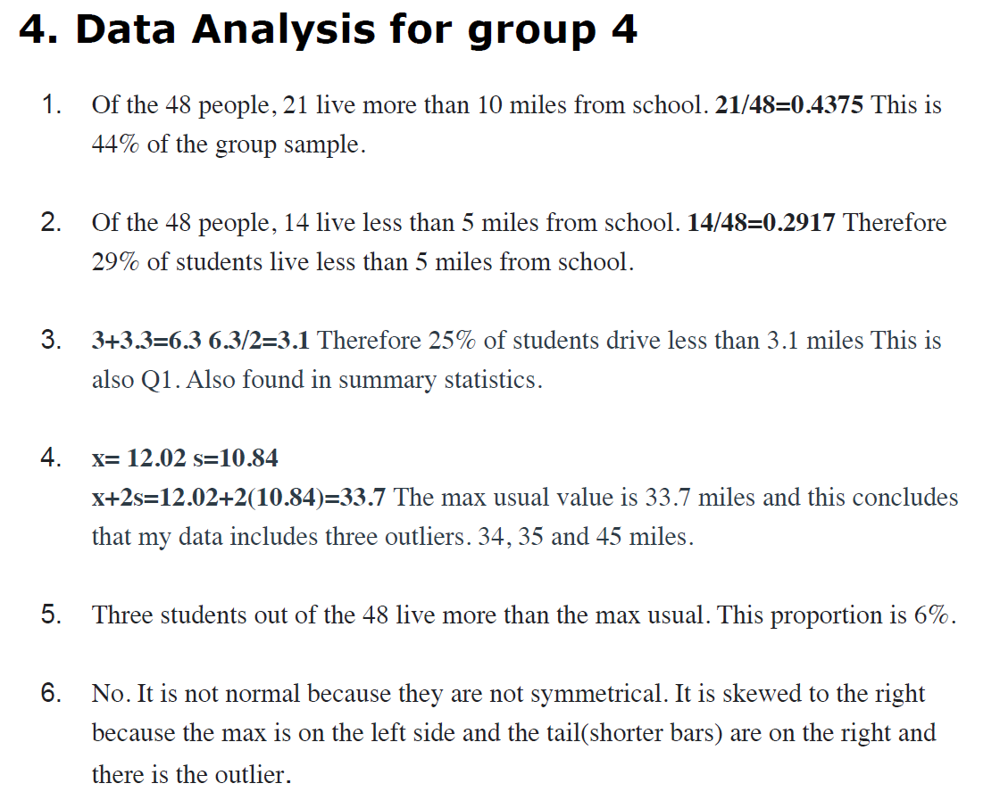 4. Data Analysis for group 4
1. Of the 48 people, 21 live more than 10 miles from school. 21/48=0.4375 This is
44% of the group sample.
2. Of the 48 people, 14 live less than 5 miles from school. 14/48=0.2917 Therefore
29% of students live less than 5 miles from school.
3. 3+3.3=6.3 6.3/2=3.1 Therefore 25% of students drive less than 3.1 miles This is
also Q1. Also found in summary statistics.
4. x= 12.02 s=10.84
x+2s=12.02+2(10.84)=33.7 The max usual value is 33.7 miles and this concludes
that my data includes three outliers. 34, 35 and 45 miles.
5. Three students out of the 48 live more than the max usual. This proportion is 6%.
6. No. It is not normal because they are not symmetrical. It is skewed to the right
because the max is on the left side and the tail(shorter bars) are on the right and
there is the outlier.